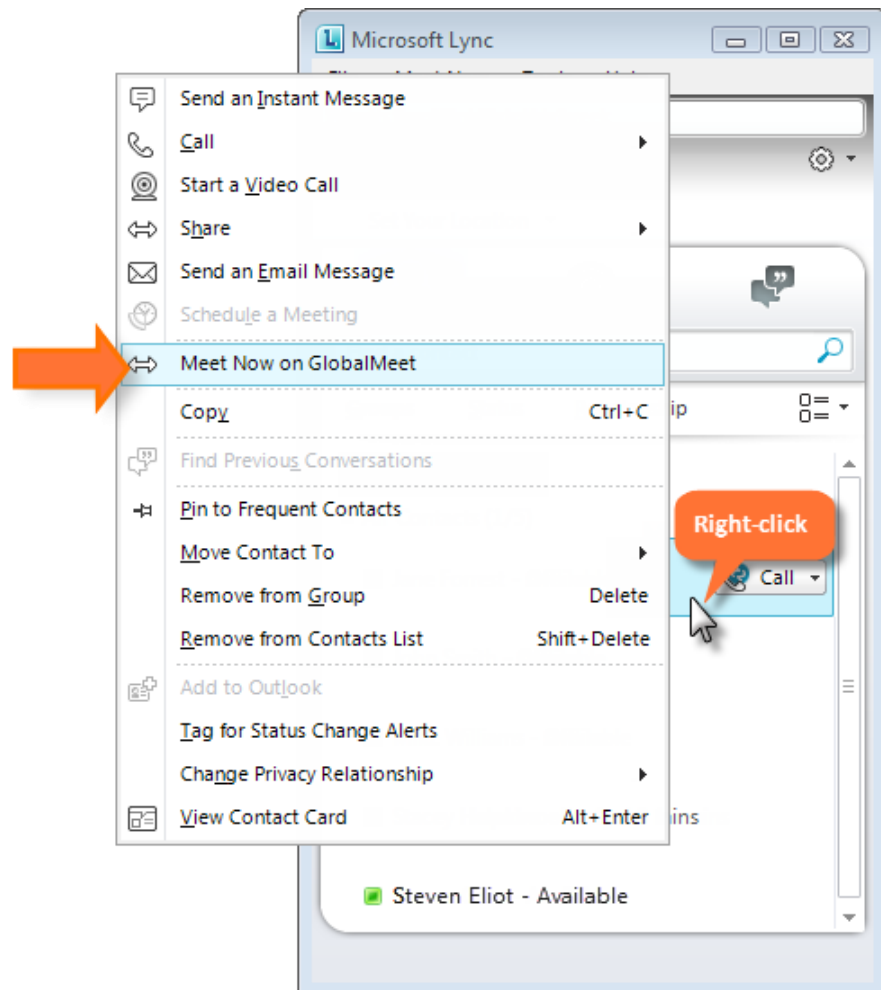 Microsoft Lync
Send an Instant Message
Call
Start a Video Call
Share
Send an Email Message
Schedule a Meeting
Meet Now on GlobalMeet
Copy Ctrl+C
ip
Find Previous Conversations
Pin to Frequent Contacts
Right-click
Move Contact To
Call
Remove from Group Delete
Remove from Contacts List Shift+Delete
Add to Outlook
Tag for Status Change Alerts
Change Privacy Relationship
View Contact Card Alt+Enter
ins
Steven Eliot - Available